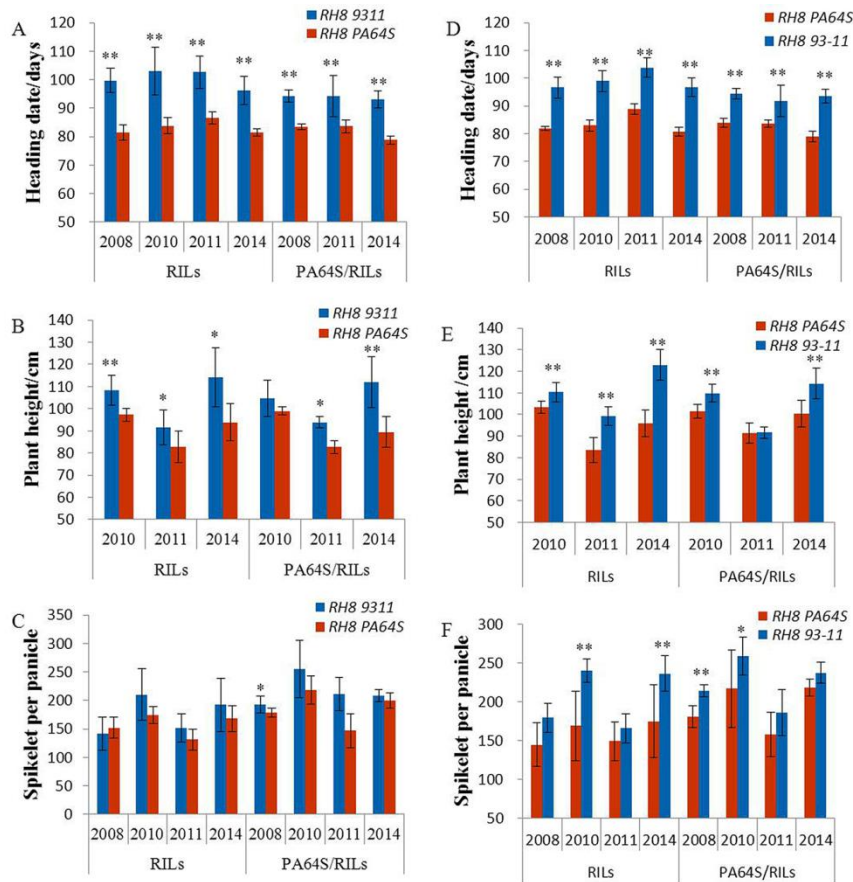 A
RH8 9311
RH8 PA64S
Heading date/days
120
110
100
90
80
70
60
50
** ** ** ** ** ** **
2008 2010 2011 2014 2008 2011 2014
RILs PA64S/RILs
B
RH8 9311
RH8 PA64S
Plant height/cm
140
130
120
110
100
90
80
70
60
50
** * * * **
2010 2011 2014 2010 2011 2014
RILs PA64S/RILs
C
RH8 9311
RH8 PA64S
Spikelet per panicle
350
300
250
200
150
100
50
0
*
2008 2010 2011 2014 2008 2010 2011 2014
RILs PA64S/RILs
D
RH8 PA64S
RH8 93-11
Heading date/days
120
110
100
90
80
70
60
50
** ** ** ** ** ** **
2008 2010 2011 2014 2008 2011 2014
RILs PA64S/RILs
E
RH8 PA64S
RH8 93-11
Plant height /cm
140
130
120
110
100
90
80
70
60
50
** ** ** ** **
2010 2011 2014 2010 2011 2014
RILs PA64S/RILs
F
RH8 PA64S
RH8 93-11
Spikelet per panicle
300
250
200
150
100
50
** ** ** *
2008 2010 2011 2014 2008 2010 2011 2014
RILs PA64S/RILs